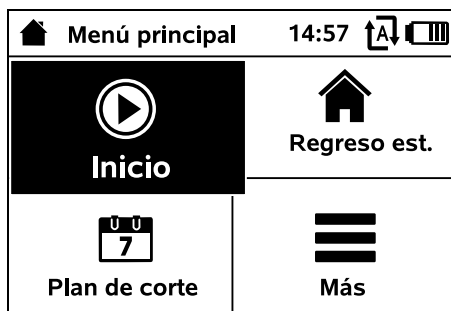 Menú principal 14:57 A
Inicio
Regreso est.
7
Plan de corte
Más